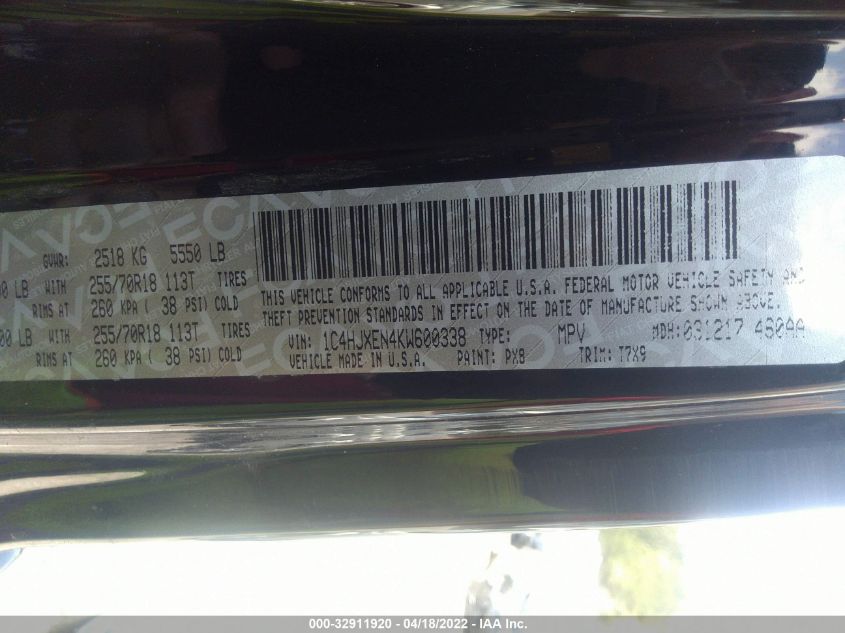 GVWR: 2518 KG 5550 LB
LB WITH 255/70R18 113T TIRES
RIMS AT 260 KPA ( 38 PSI) COLD
LB WITH 255/70R18 113T TIRES
RIMS AT 260 KPA ( 38 PSI) COLD
THIS VEHICLE CONFORMS TO ALL APPLICABLE U.S.A. FEDERAL MOTOR VEHICLE SAFETY AND
THEFT PREVENTION STANDARDS IN EFFECT ON THE DATE OF MANUFACTURE SHOWN ABOVE.
VIN: 1C4HJXEN4KW600338 TYPE: MPV MDH: 091217 450AA
VEHICLE MADE IN U.S.A. PAINT: PX8 TRIM: T7X9
000-32911920 - 04/18/2022 - IAA Inc.